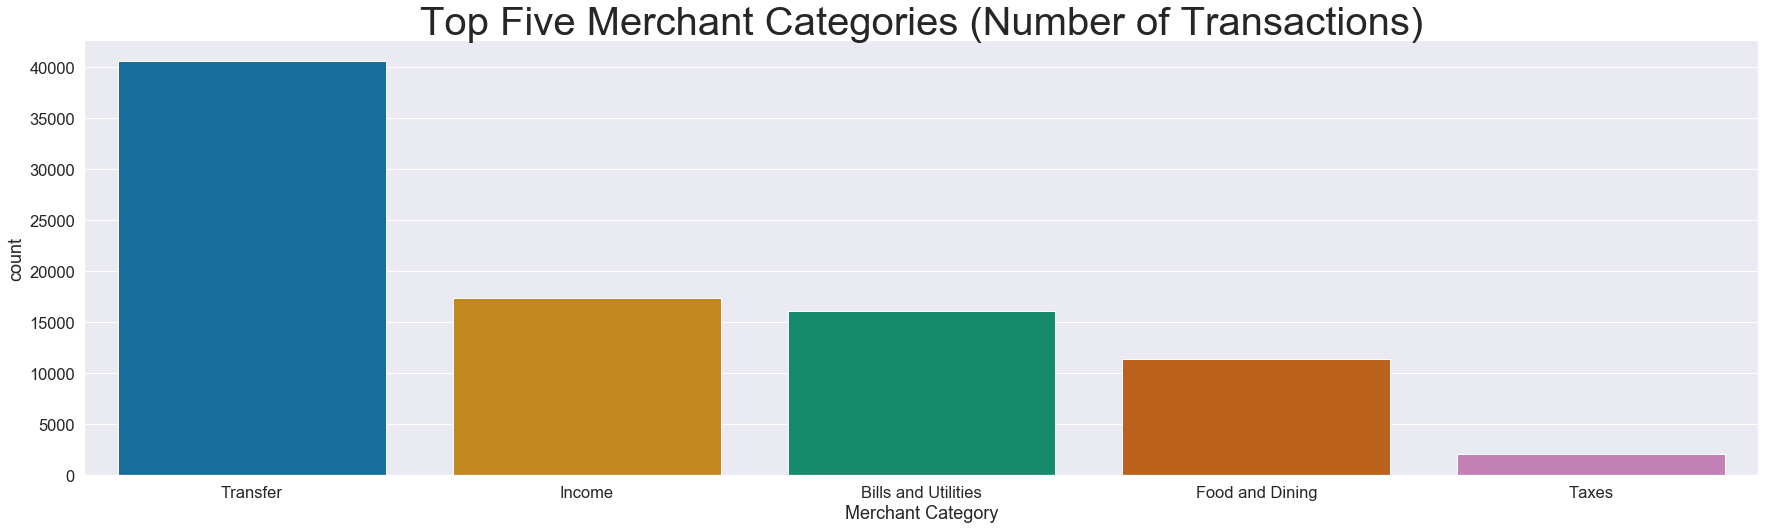 Top Five Merchant Categories (Number of Transactions)
40000
35000
30000
25000
20000
15000
10000
5000
0
count
Transfer Income Bills and Utilities Food and Dining Taxes
Merchant Category